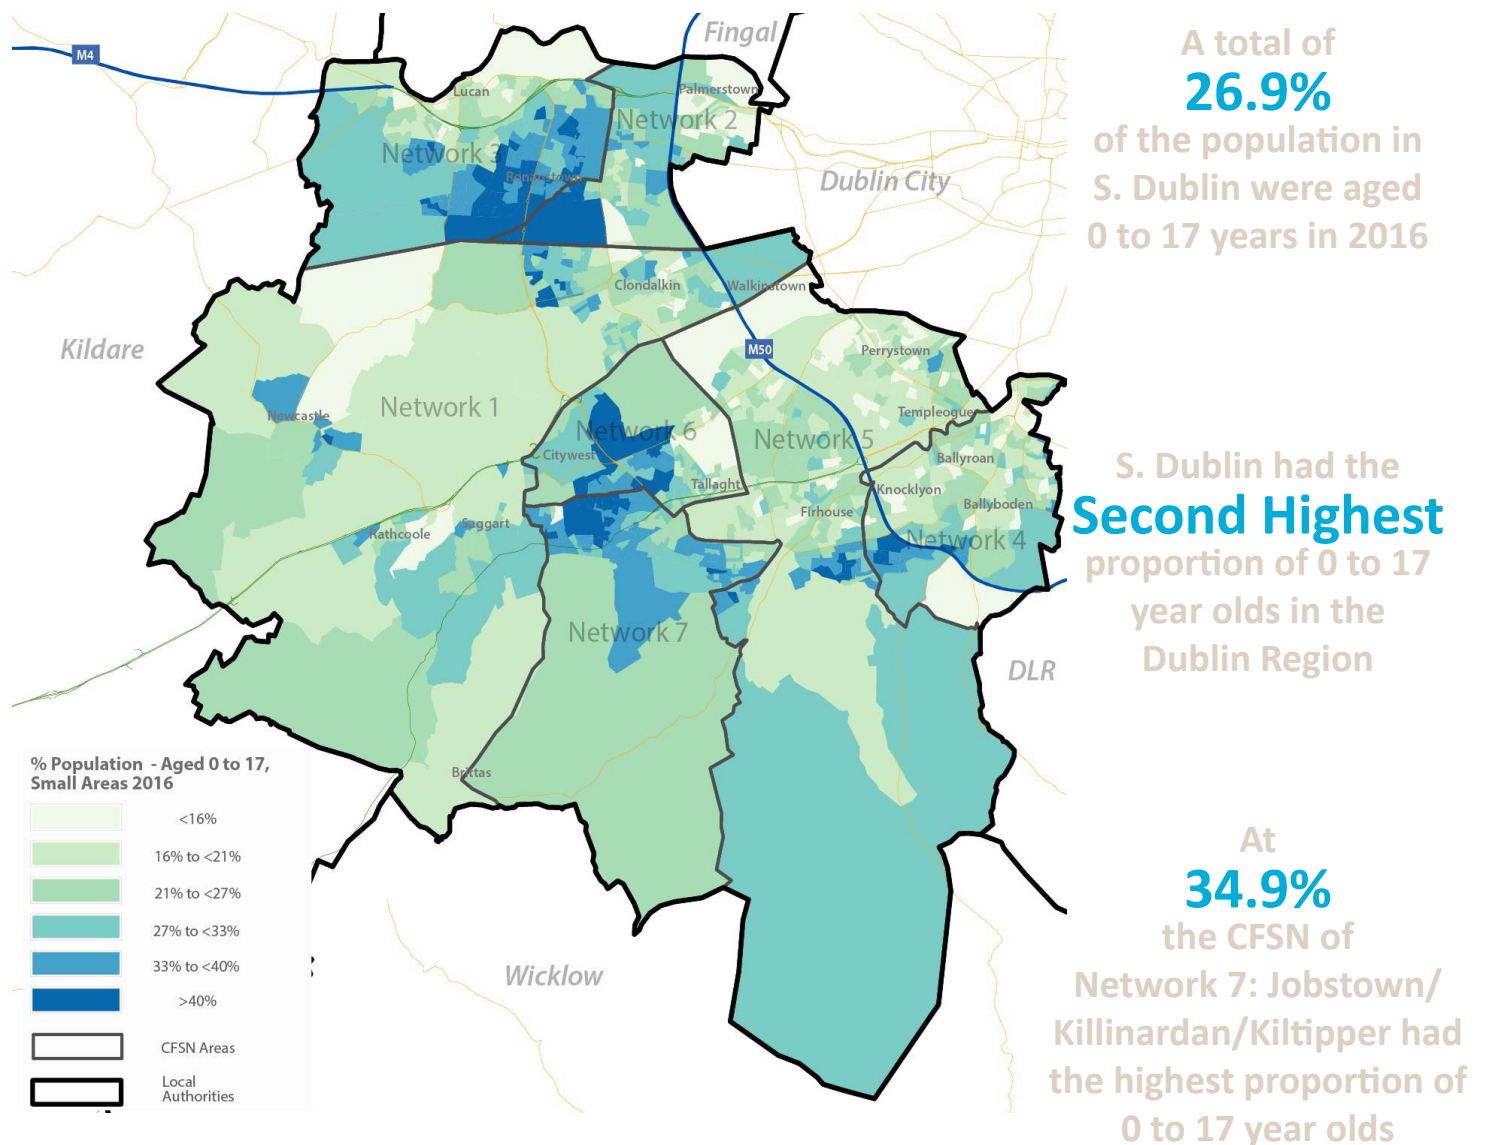 Fingal
M4
Lucan
Palmerstown
Network 2
Network 3
Ronanstown
Dublin City
Clondalkin
Walkinstown
Kildare
M50
Perrystown
Network 1
Newcastle
Templeogue
Network 6
Network 5
Citywest
Ballyroan
Tallaght
Knocklyon
Ballyboden
Firhouse
Saggart
Rathcoole
Network 4
Network 7
DLR
Brittas
Wicklow
% Population - Aged 0 to 17,
Small Areas 2016
<16%
16% to <21%
21% to <27%
27% to <33%
33% to <40%
>40%
CFSN Areas
Local
Authorities
A total of
26.9%
of the population in
S. Dublin were aged
0 to 17 years in 2016
S. Dublin had the
Second Highest
proportion of 0 to 17
year olds in the
Dublin Region
At
34.9%
the CFSN of
Network 7: Jobstown/
Killinardan/Kiltipper had
the highest proportion of
0 to 17 year olds